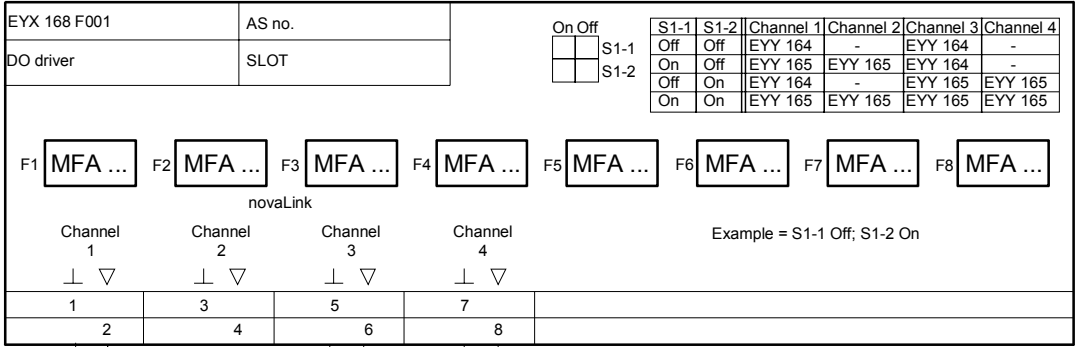 EYX 168 F001 AS no.
DO driver SLOT
On Off
S1-1
S1-2
S1-1 S1-2 Channel 1 Channel 2 Channel 3 Channel 4
Off Off EYY 164 - EYY 164 -
On Off EYY 165 EYY 165 EYY 164 -
Off On EYY 164 - EYY 165 EYY 165
On On EYY 165 EYY 165 EYY 165 EYY 165
F1 MFA ... F2 MFA ... F3 MFA ... F4 MFA ... F5 MFA ... F6 MFA ... F7 MFA ... F8 MFA ...
novaLink
Channel 1 Channel 2 Channel 3 Channel 4
Example = S1-1 Off; S1-2 On
1 3 5 7
2 4 6 8